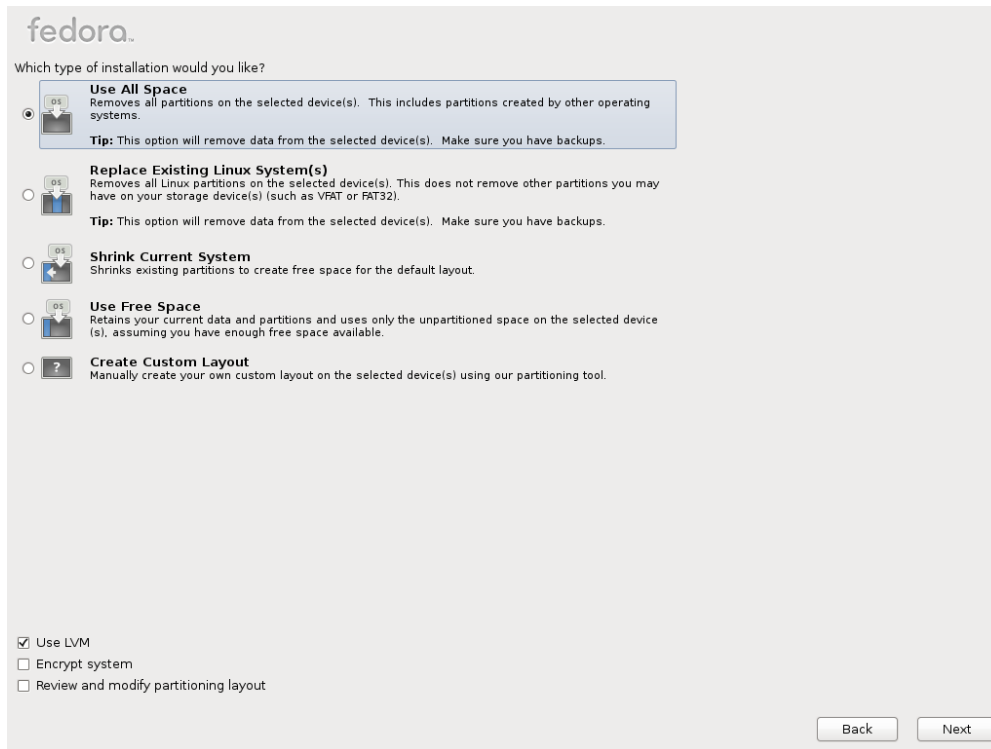 fedora™
Which type of installation would you like?
Use All Space
Removes all partitions on the selected device(s).  This includes partitions created by other operating
systems.
Tip: This option will remove data from the selected device(s).  Make sure you have backups.
OS
Replace Existing Linux System(s)
Removes all Linux partitions on the selected device(s). This does not remove other partitions you may
have on your storage device(s) (such as VFAT or FAT32).
Tip: This option will remove data from the selected device(s).  Make sure you have backups.
OS
Shrink Current System
Shrinks existing partitions to create free space for the default layout.
OS
Use Free Space
Retains your current data and partitions and uses only the unpartitioned space on the selected device
(s), assuming you have enough free space available.
OS
Create Custom Layout
Manually create your own custom layout on the selected device(s) using our partitioning tool.
?
Use LVM
Encrypt system
Review and modify partitioning layout
Back
Next